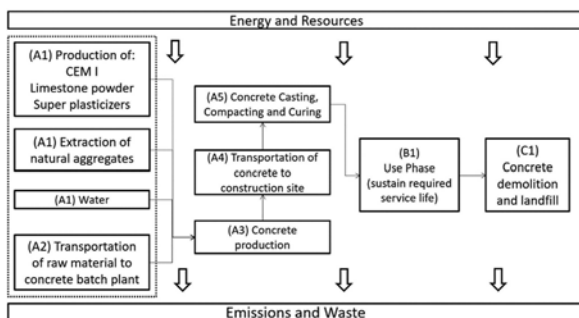 Energy and Resources
(A1) Production of:
CEM I
Limestone powder
Super plasticizers
(A1) Extraction of
natural aggregates
(A1) Water
(A2) Transportation
of raw material to
concrete batch plant
(A5) Concrete Casting,
Compacting and Curing
(A4) Transportation of
concrete to
construction site
(A3) Concrete
production
(B1)
Use Phase
(sustain required
service life)
(C1)
Concrete
demolition
and landfill
Emissions and Waste